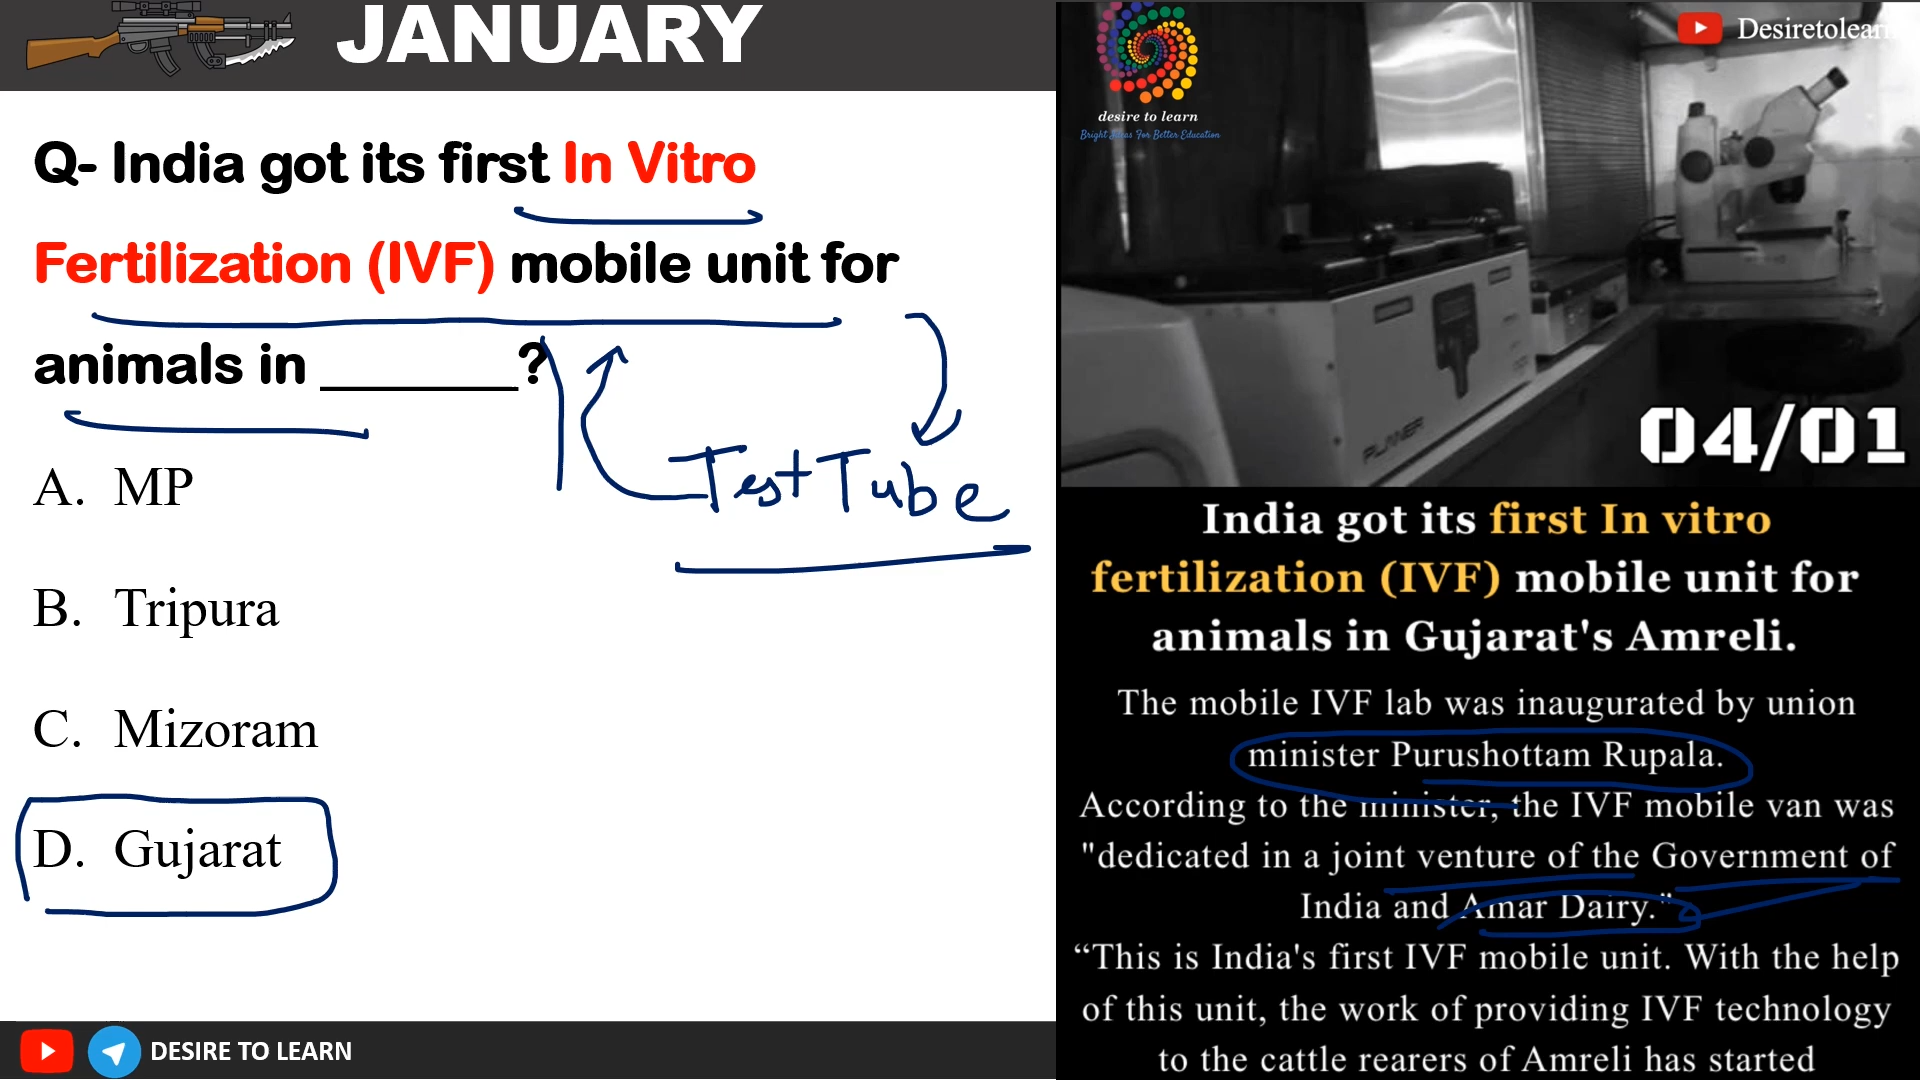 JANUARY
Q- India got its first In Vitro
Fertilization (IVF) mobile unit for
animals in _______?
Test Tube
A. MP
B. Tripura
C. Mizoram
D. Gujarat
DESIRE TO LEARN
Desiretolearn
desire to learn
Bright Ideas For Better Education
PLANER
04/01
India got its first In vitro
fertilization (IVF) mobile unit for
animals in Gujarat's Amreli.
The mobile IVF lab was inaugurated by union
minister Purushottam Rupala.
According to the minister, the IVF mobile van was
"dedicated in a joint venture of the Government of
India and Amar Dairy."
“This is India's first IVF mobile unit. With the help
of this unit, the work of providing IVF technology
to the cattle rearers of Amreli has started